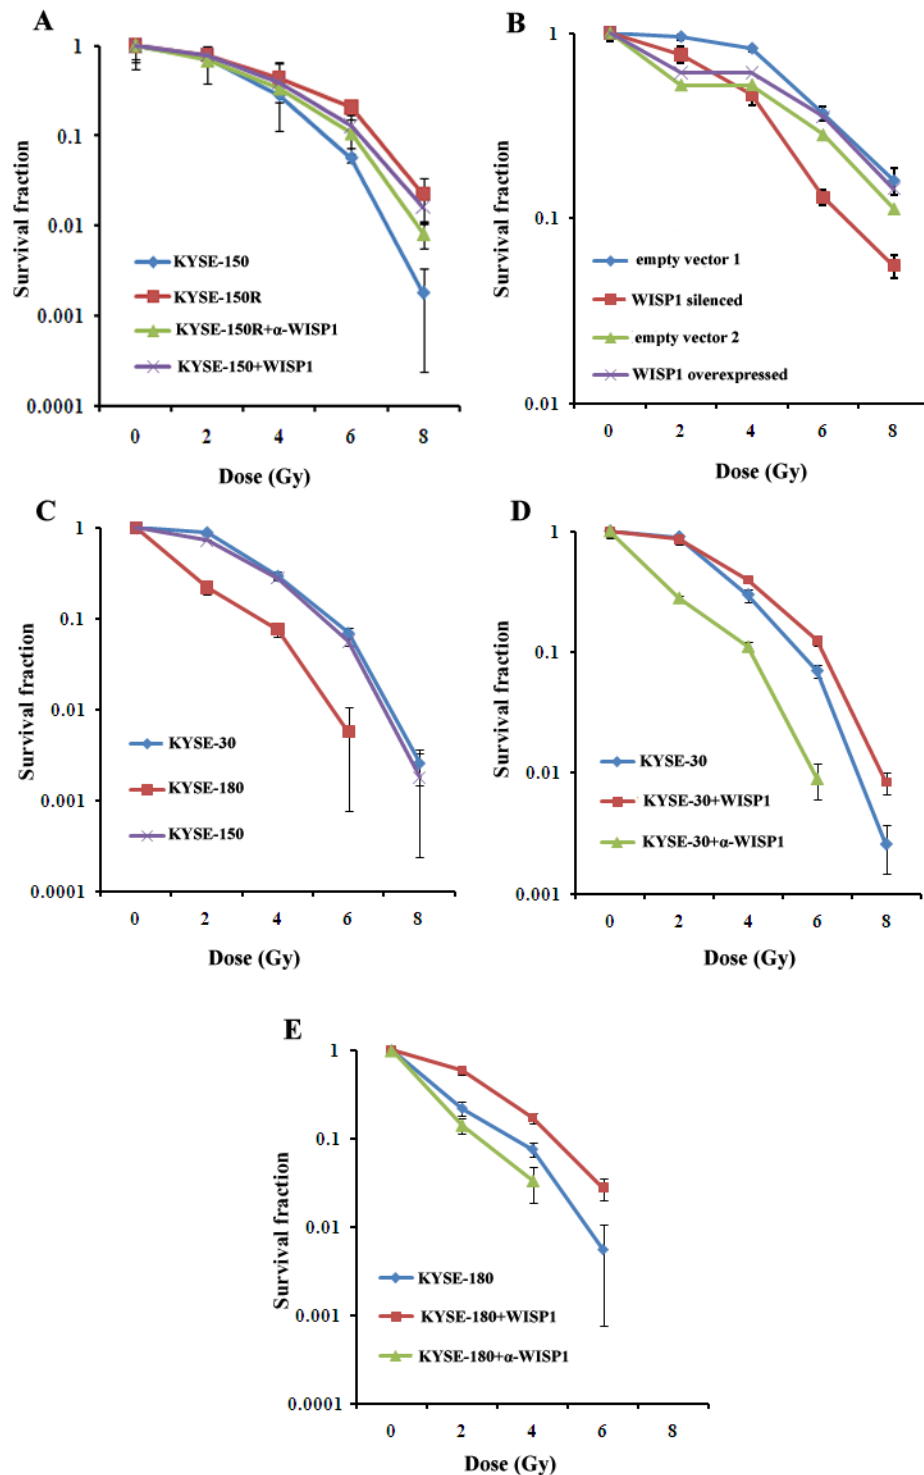 A
1
0.1
0.01
0.001
0.0001
Survival fraction
KYSE-150
KYSE-150R
KYSE-150R+α-WISP1
KYSE-150+WISP1
0 2 4 6 8
Dose (Gy)
B
1
0.1
0.01
Survival fraction
empty vector 1
WISP1 silenced
empty vector 2
WISP1 overexpressed
0 2 4 6 8
Dose (Gy)
C
1
0.1
0.01
0.001
0.0001
Survival fraction
KYSE-30
KYSE-180
KYSE-150
0 2 4 6 8
Dose (Gy)
D
1
0.1
0.01
0.001
Survival fraction
KYSE-30
KYSE-30+WISP1
KYSE-30+α-WISP1
0 2 4 6 8
Dose (Gy)
E
1
0.1
0.01
0.001
0.0001
Survival fraction
KYSE-180
KYSE-180+WISP1
KYSE-180+α-WISP1
0 2 4 6 8
Dose (Gy)